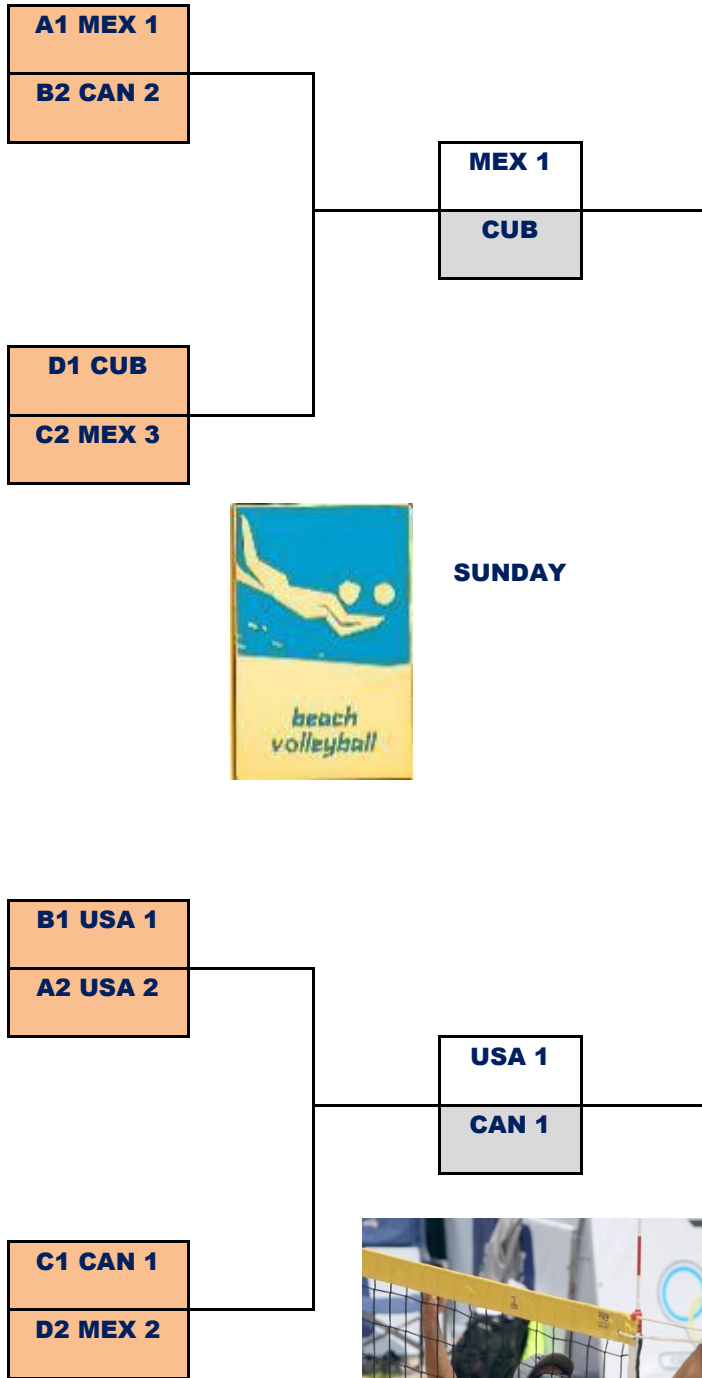 A1 MEX 1
B2 CAN 2
MEX 1
CUB
D1 CUB
C2 MEX 3
SUNDAY
beach
volleyball
B1 USA 1
A2 USA 2
USA 1
CAN 1
C1 CAN 1
D2 MEX 2